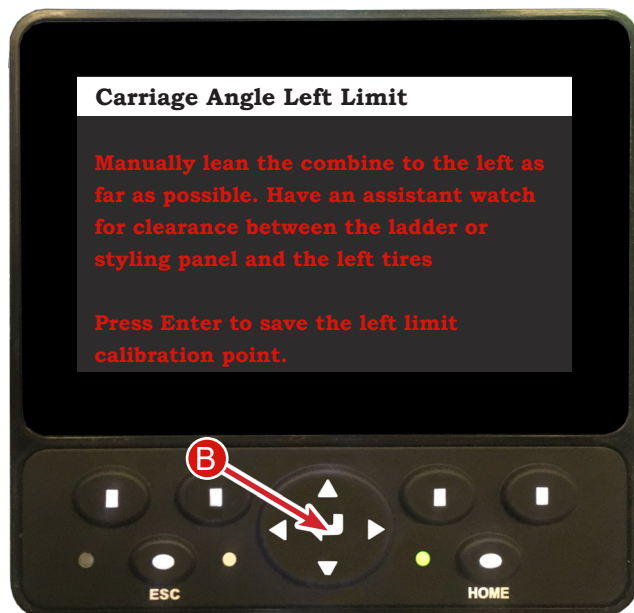 Carriage Angle Left Limit
Manually lean the combine to the left as
far as possible. Have an assistant watch
for clearance between the ladder or
styling panel and the left tires
Press Enter to save the left limit
calibration point.
B
ESC
HOME